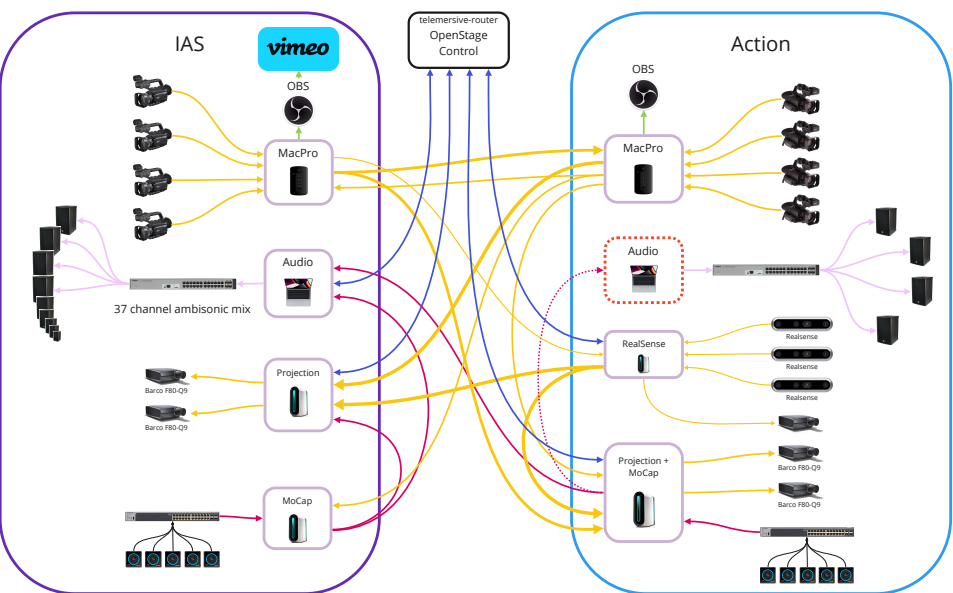 IAS
vimeo
OBS
MacPro
Audio
37 channel ambisonic mix
Projection
Barco F80-Q9
Barco F80-Q9
MoCap
telemersive-router
OpenStage
Control
Action
OBS
MacPro
Audio
RealSense
Realsense
Realsense
Realsense
Projection +
MoCap
Barco F80-Q9
Barco F80-Q9